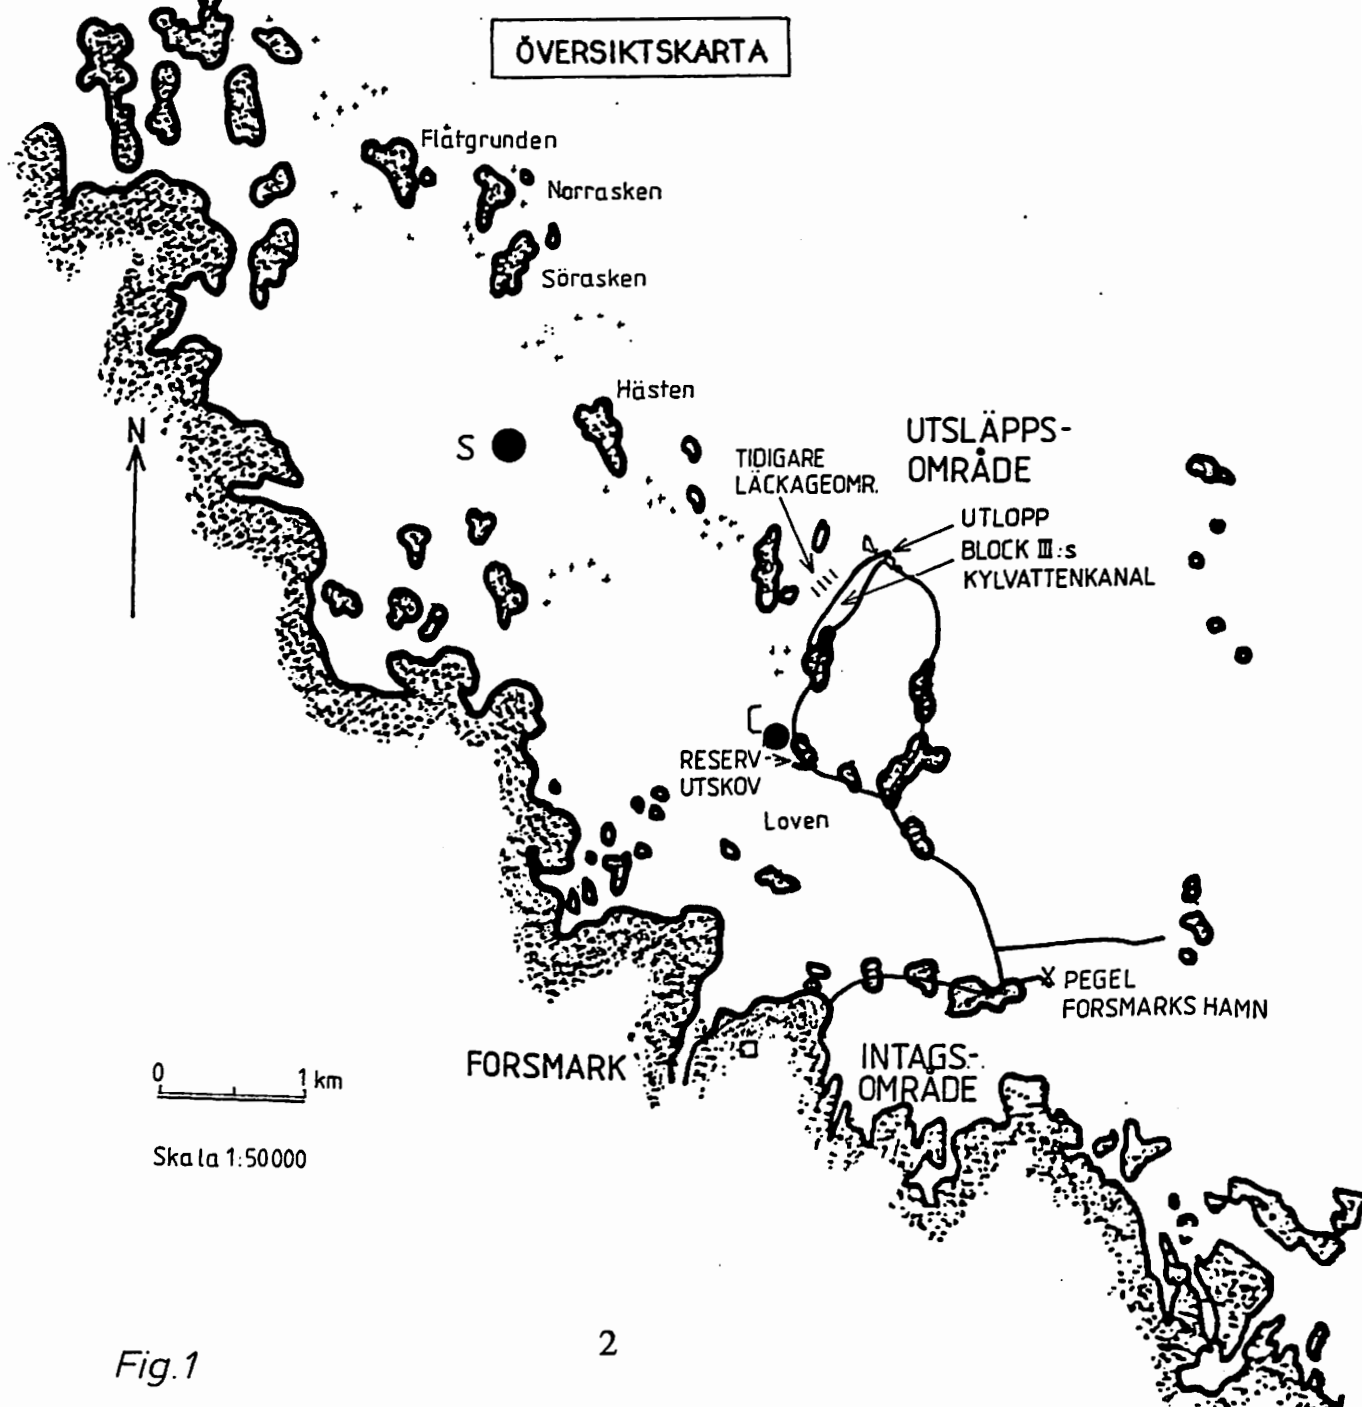 ÖVERSIKTSKARTA
Flåtgrunden
Norrasken
Sörasken
Hästen
N
S
UTSLÄPPS-
OMRÅDE
TIDIGARE
LÄCKAGEOMR.
UTLOPP
BLOCK III:s
KYLVATTENKANAL
C
RESERV
UTSKOV
Loven
PEGEL
FORSMARKS HAMN
FORSMARK
INTAGS-
OMRÅDE
0 1 km
Skala 1:50000
2
Fig.1